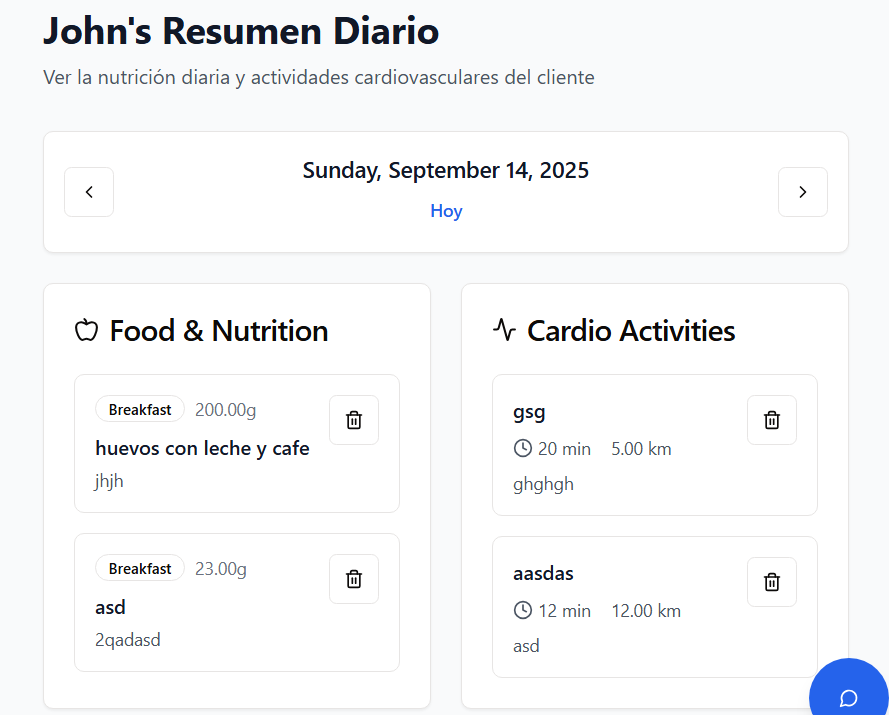 John's Resumen Diario
Ver la nutrición diaria y actividades cardiovasculares del cliente
Sunday, September 14, 2025
Hoy
Food & Nutrition
Breakfast 200.00g
huevos con leche y cafe
jhjh
Breakfast 23.00g
asd
2qadasd
Cardio Activities
gsg
20 min 5.00 km
ghghgh
aasdas
12 min 12.00 km
asd